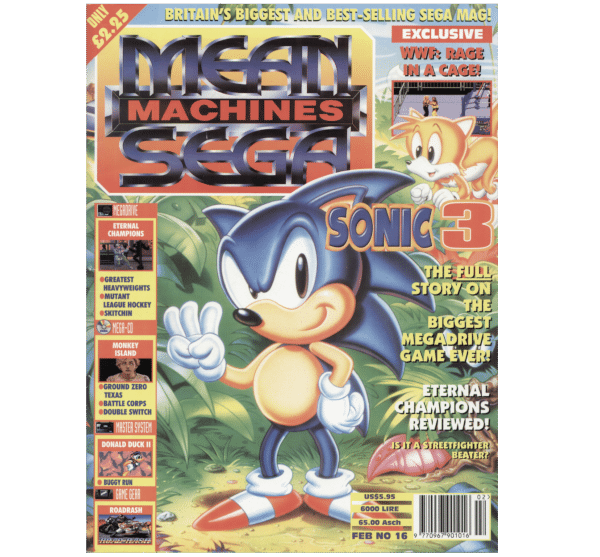 ONLY
£2.25
BRITAIN'S BIGGEST AND BEST-SELLING SEGA MAG!
MEAN
MACHINES
SEGA
EXCLUSIVE
WWF: RAGE
IN A CAGE!
SONIC 3
THE FULL
STORY ON
THE
BIGGEST
MEGADRIVE
GAME EVER!
ETERNAL
CHAMPIONS
REVIEWED!
IS IT A STREETFIGHTER
BEATER?
MEGADRIVE
ETERNAL
CHAMPIONS
●GREATEST
HEAVYWEIGHTS
●MUTANT
LEAGUE HOCKEY
●SKITCHIN
MEGA-CD
MONKEY
ISLAND
●GROUND ZERO
TEXAS
●BATTLE CORPS
●DOUBLE SWITCH
MASTER SYSTEM
DONALD DUCK II
● BUGGY RUN
GAME GEAR
ROADRASH
US$5.95
6000 LIRE
65.00 Asch
FEB NO 16
02
9 770967 901016